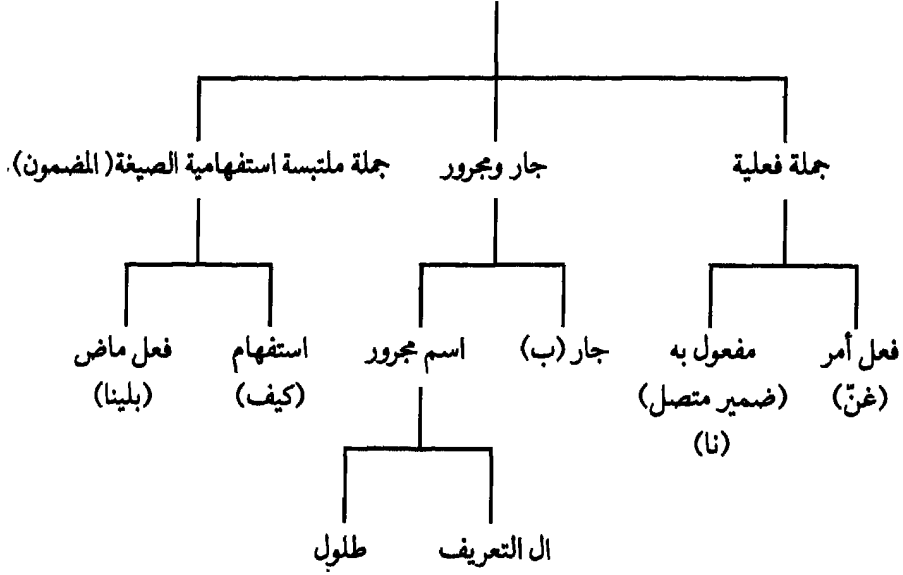 جملة فعلية جار ومجرور جملة ملتبسة استفهامية الصيغة (المضمون).
فعل أمر مفعول به جار (ب) اسم مجرور استفهام فعل ماض
(غنّ) (ضمير متصل) (كيف) (بلينا)
(نا)
ال التعريف طلول